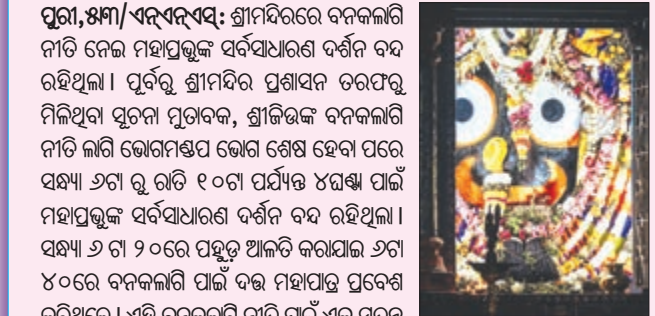 ପୁରୀ,୫ା୩/ଏନ୍ଏନ୍ଏସ୍: ଶ୍ରୀମନ୍ଦିରରେ ବନକଲାଗି
ନୀତି ନେଇ ମହାପ୍ରଭୁଙ୍କ ସର୍ବସାଧାରଣ ଦର୍ଶନ ବନ୍ଦ
ରହିଥିଲା। ପୂର୍ବରୁ ଶ୍ରୀମନ୍ଦିର ପ୍ରଶାସନ ତରଫରୁ
ମିଳିଥିବା ସୂଚନା ମୁତାବକ, ଶ୍ରୀଜିଉଙ୍କ ବନକଲାଗି
ନୀତି ଲାଗି ଭୋଗମଣ୍ଡପ ଭୋଗ ଶେଷ ହେବା ପରେ
ସନ୍ଧ୍ୟା ୬ଟା ରୁ ରାତି ୧୦ଟା ପର୍ଯ୍ୟନ୍ତ ୪ଘଣ୍ଟା ପାଇଁ
ମହାପ୍ରଭୁଙ୍କ ସର୍ବସାଧାରଣ ଦର୍ଶନ ବନ୍ଦ ରହିଥିଲା।
ସନ୍ଧ୍ୟା ୬ ଟା ୨୦ରେ ପହୁଡ଼ ଆଳତି କରାଯାଇ ୬ଟା
୪୦ରେ ବନକଲାଗି ପାଇଁ ଦତ୍ତ ମହାପାତ୍ର ପ୍ରବେଶ